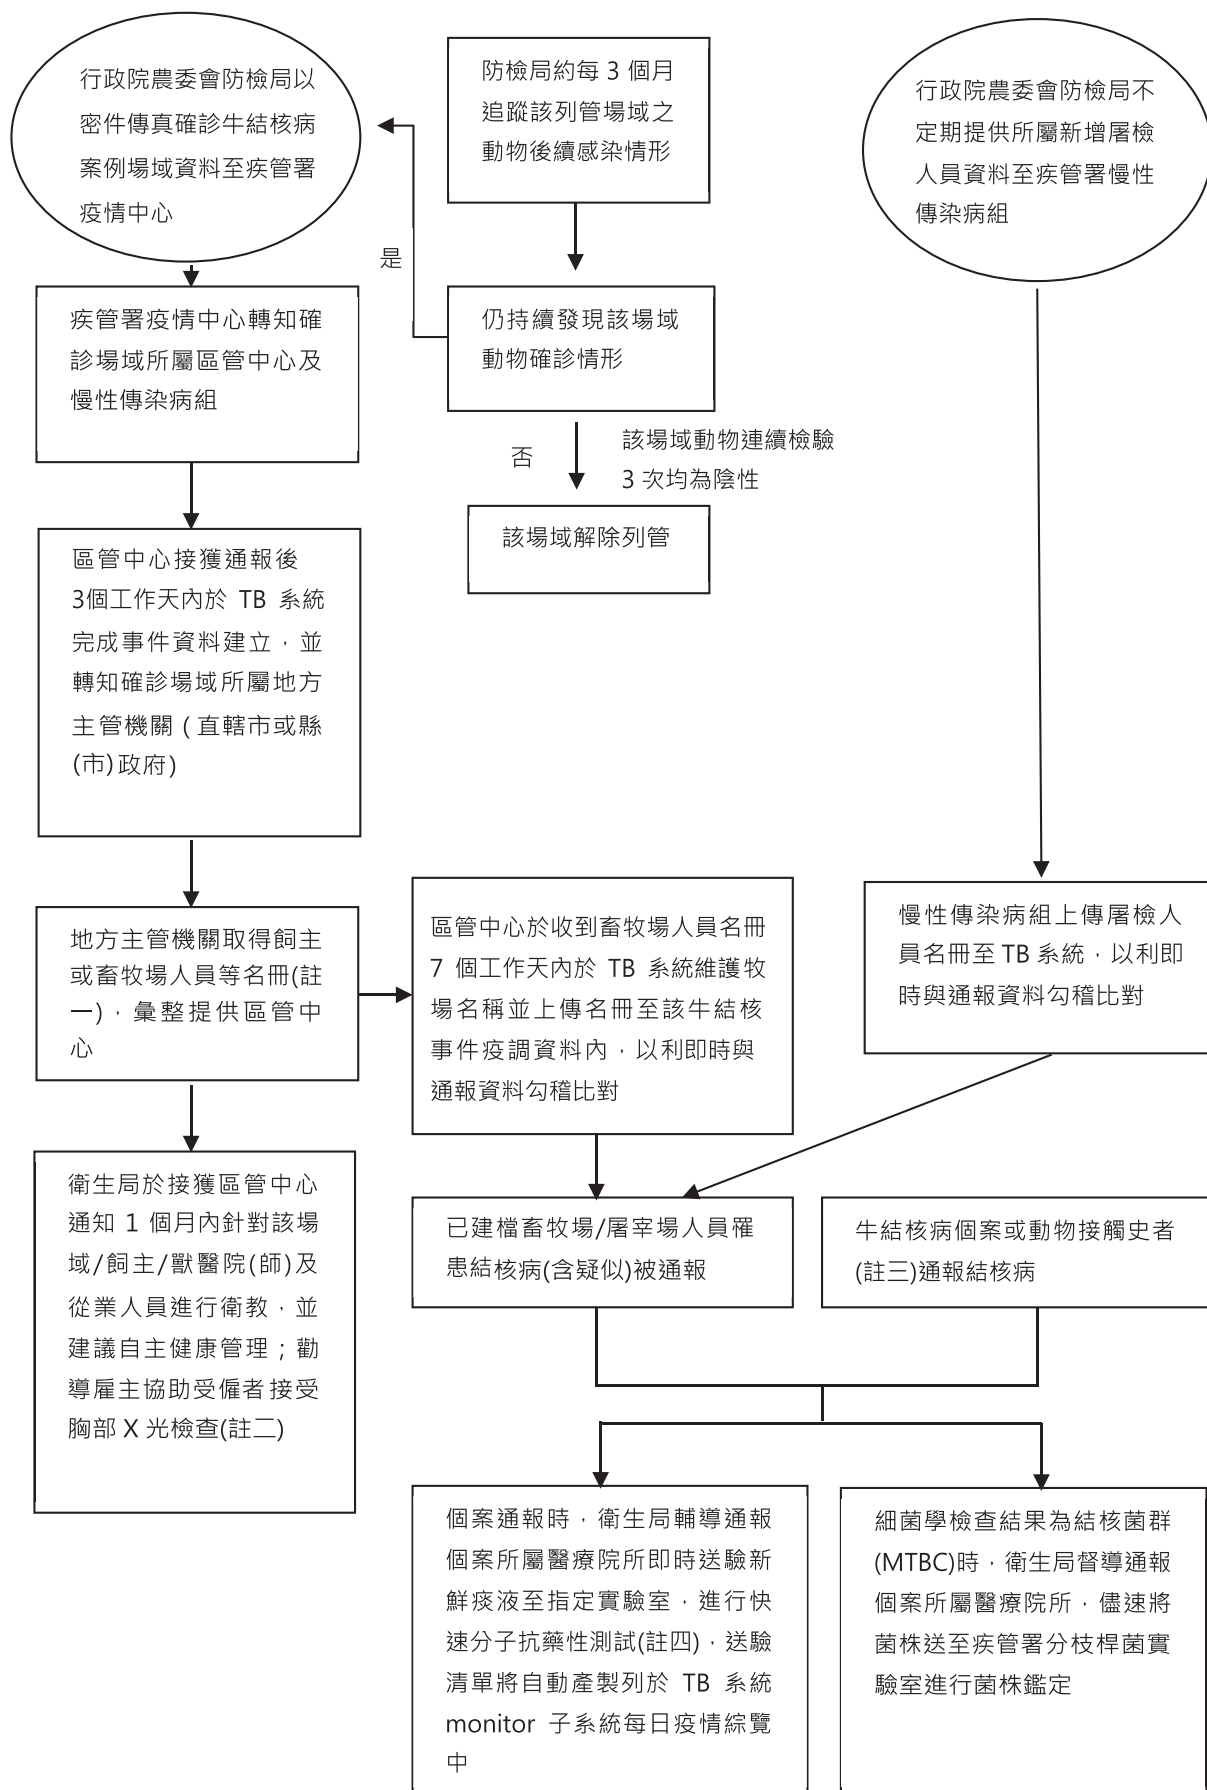 行政院農委會防檢局以
密件傳真確診牛結核病
案例場域資料至疾管署
疫情中心
防檢局約每 3 個月
追蹤該列管場域之
動物後續感染情形
行政院農委會防檢局不
定期提供所屬新增屠檢
人員資料至疾管署慢性
傳染病組
是
疾管署疫情中心轉知確
診場域所屬區管中心及
慢性傳染病組
仍持續發現該場域
動物確診情形
否
該場域動物連續檢驗
3 次均為陰性
該場域解除列管
區管中心接獲通報後
3個工作天內於 TB 系統
完成事件資料建立，並
轉知確診場域所屬地方
主管機關 (直轄市或縣
(市)政府)
地方主管機關取得飼主
或畜牧場人員等名冊(註
一)，彙整提供區管中
心
區管中心於收到畜牧場人員名冊
7 個工作天內於 TB 系統維護牧
場名稱並上傳名冊至該牛結核
事件疫調資料內，以利即時與
通報資料勾稽比對
慢性傳染病組上傳屠檢人
員名冊至 TB 系統，以利即
時與通報資料勾稽比對
衛生局於接獲區管中心
通知 1 個月內針對該場
域/飼主/獸醫院(師)及
從業人員進行衛教，並
建議自主健康管理；勸
導雇主協助受僱者接受
胸部 X 光檢查(註二)
已建檔畜牧場/屠宰場人員罹
患結核病(含疑似)被通報
牛結核病個案或動物接觸史者
(註三)通報結核病
個案通報時，衛生局輔導通報
個案所屬醫療院所即時送驗新
鮮痰液至指定實驗室，進行快
速分子抗藥性測試(註四)，送驗
清單將自動產製列於 TB 系統
monitor 子系統每日疫情綜覽
中
細菌學檢查結果為結核菌群
(MTBC)時，衛生局督導通報
個案所屬醫療院所，儘速將
菌株送至疾管署分枝桿菌實
驗室進行菌株鑑定